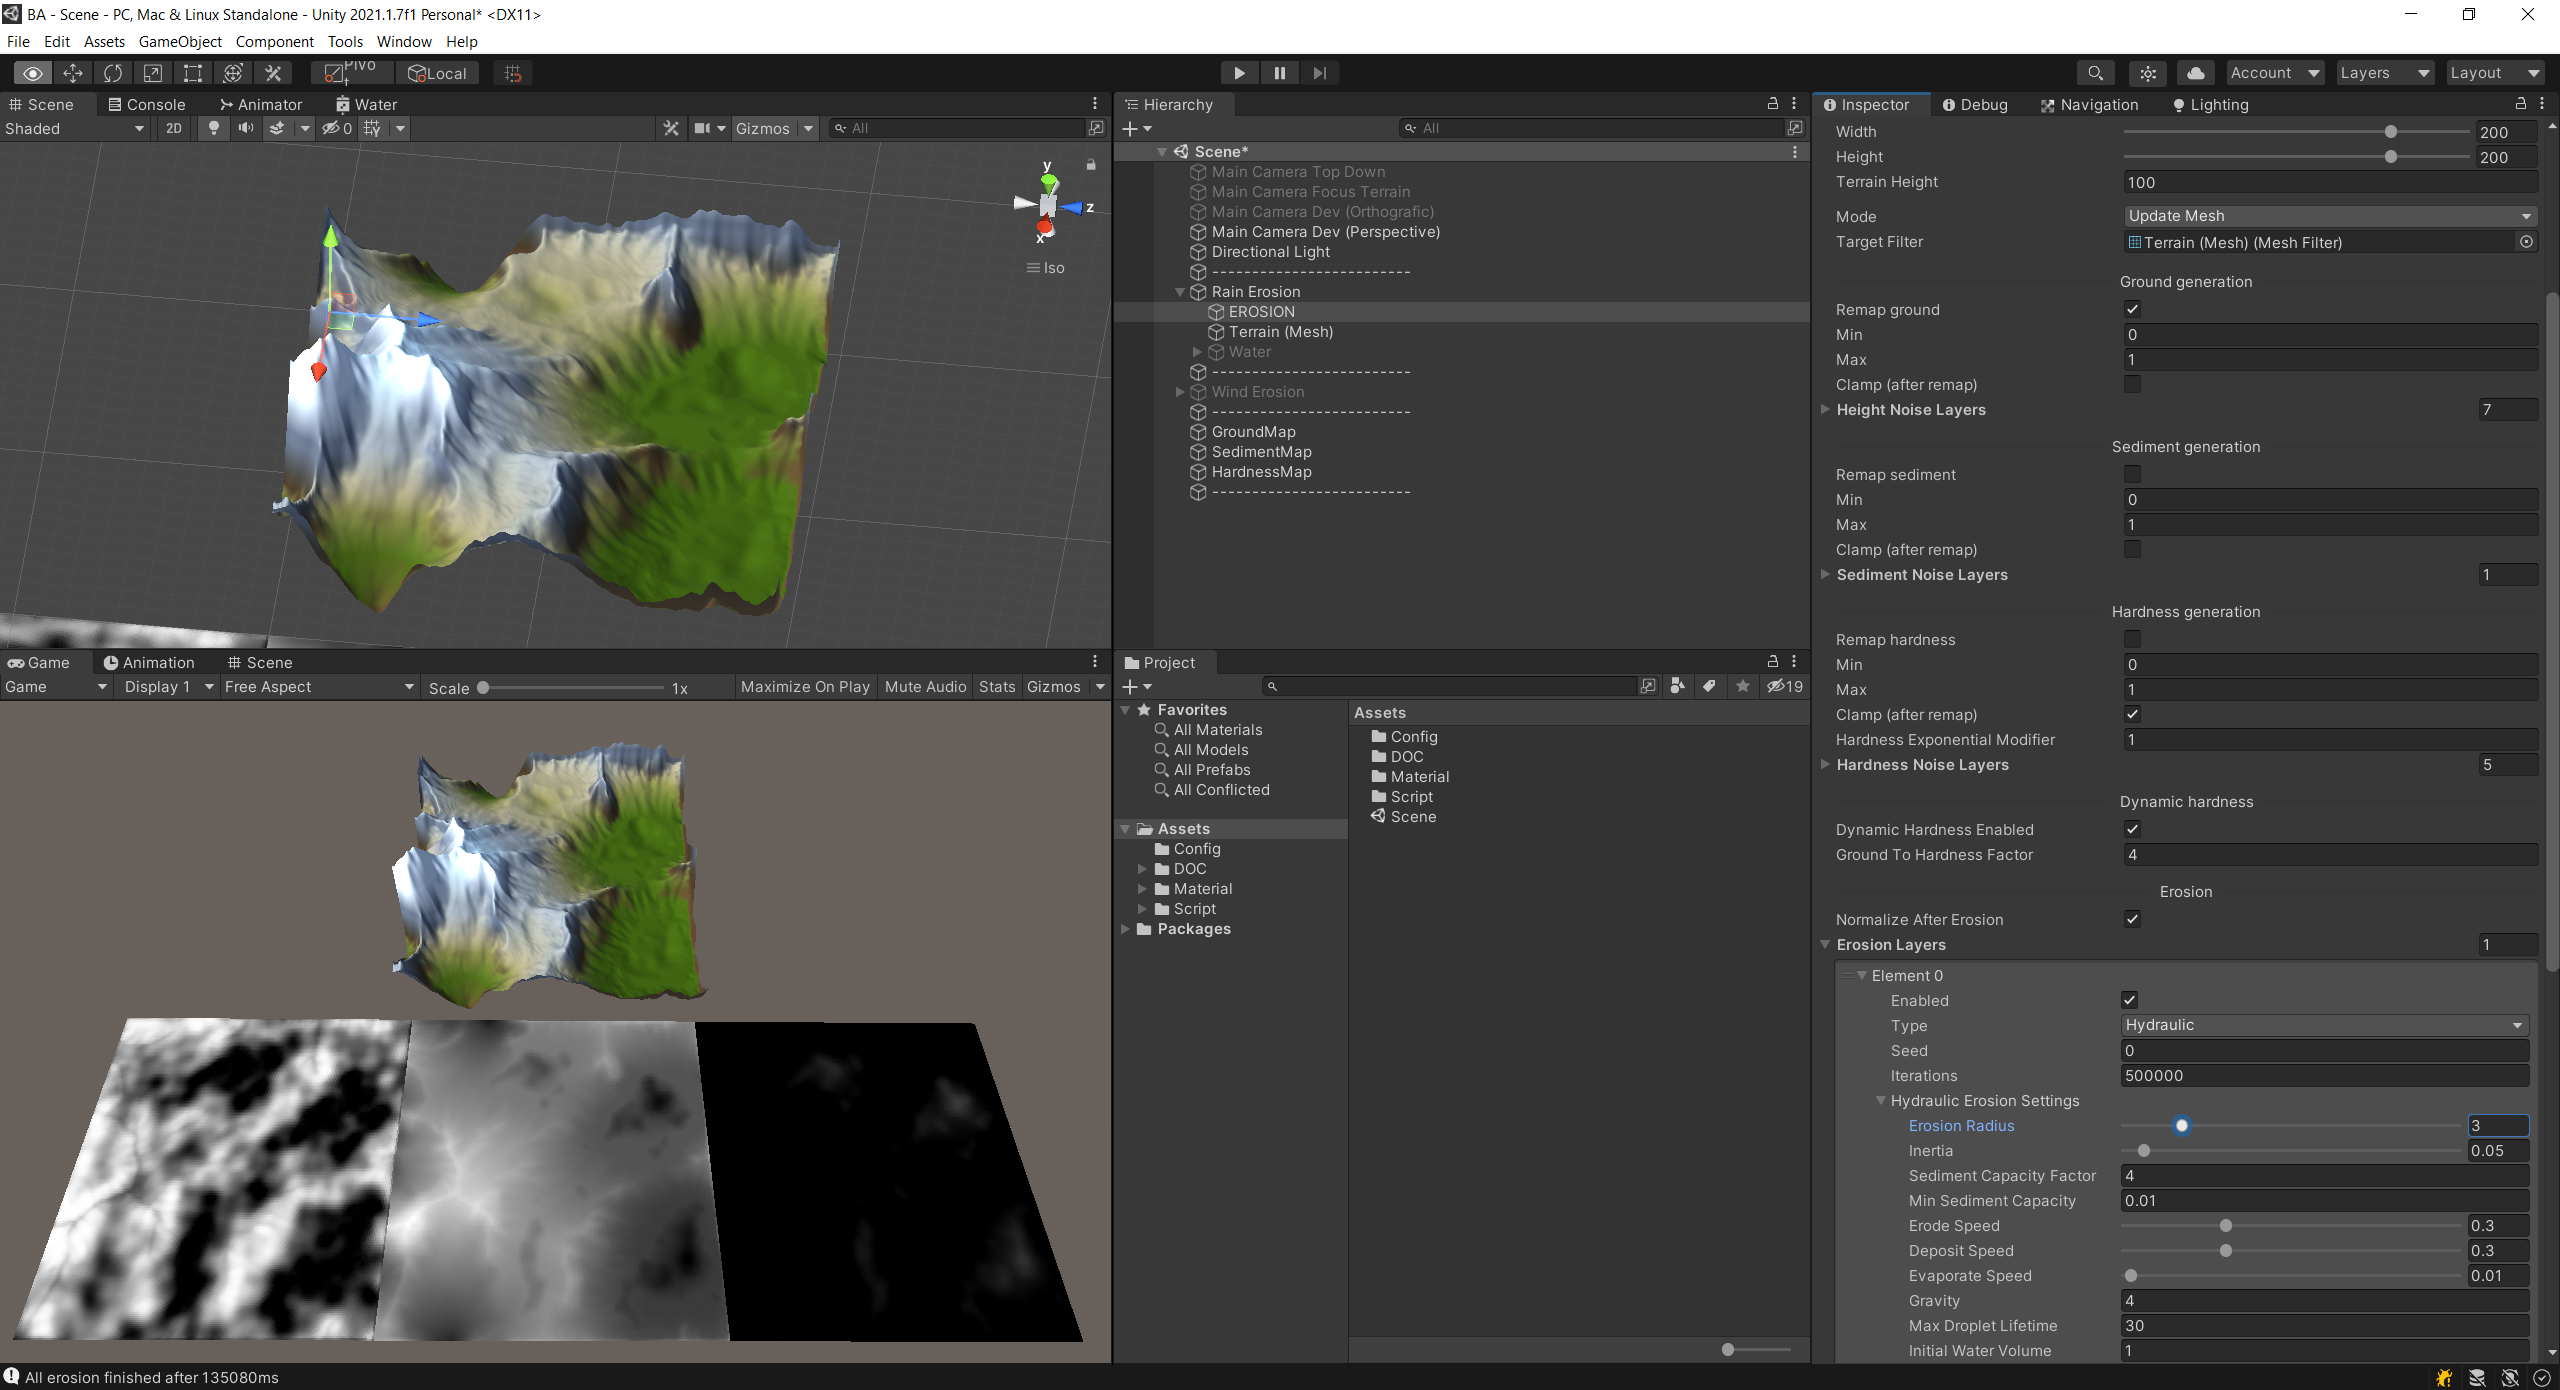 BA - Scene - PC, Mac & Linux Standalone - Unity 2021.1.7f1 Personal* <DX11>
File Edit Assets GameObject Component Tools Window Help
Pivot Local Account Layers Layout
Scene Console Animator Water
Shaded 2D 0 Gizmos All
y
z
x
Iso
Game Animation Scene
Game Display 1 Free Aspect Scale 1x Maximize On Play Mute Audio Stats Gizmos
Hierarchy
All
Scene*
Main Camera Top Down
Main Camera Focus Terrain
Main Camera Dev (Orthografic)
Main Camera Dev (Perspective)
Directional Light
-------------------------
Rain Erosion
EROSION
Terrain (Mesh)
Water
-------------------------
Wind Erosion
-------------------------
GroundMap
SedimentMap
HardnessMap
-------------------------
Project
19
Favorites
All Materials
All Models
All Prefabs
All Conflicted
Assets
Config
DOC
Material
Script
Packages
Assets
Config
DOC
Material
Script
Scene
Inspector Debug Navigation Lighting
Width 200
Height 200
Terrain Height 100
Mode Update Mesh
Target Filter Terrain (Mesh) (Mesh Filter)
Ground generation
Remap ground
Min 0
Max 1
Clamp (after remap)
Height Noise Layers 7
Sediment generation
Remap sediment
Min 0
Max 1
Clamp (after remap)
Sediment Noise Layers 1
Hardness generation
Remap hardness
Min 0
Max 1
Clamp (after remap)
Hardness Exponential Modifier 1
Hardness Noise Layers 5
Dynamic hardness
Dynamic Hardness Enabled
Ground To Hardness Factor 4
Erosion
Normalize After Erosion
Erosion Layers 1
Element 0
Enabled
Type Hydraulic
Seed 0
Iterations 500000
Hydraulic Erosion Settings
Erosion Radius 3
Inertia 0.05
Sediment Capacity Factor 4
Min Sediment Capacity 0.01
Erode Speed 0.3
Deposit Speed 0.3
Evaporate Speed 0.01
Gravity 4
Max Droplet Lifetime 30
Initial Water Volume 1
All erosion finished after 135080ms